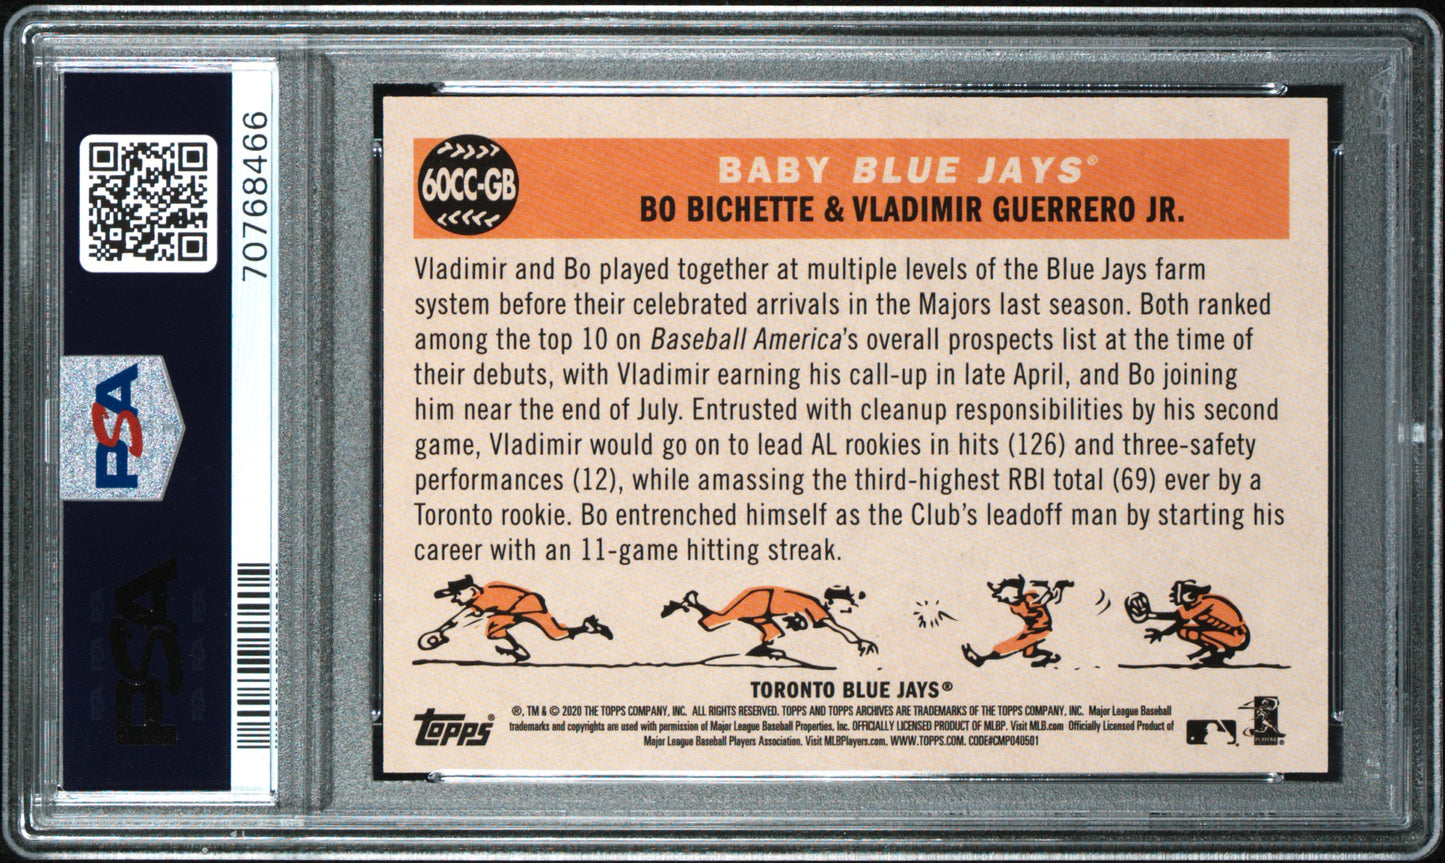 70768466
PSA
PSA
60CC-GB
BABY BLUE JAYS®
BO BICHETTE & VLADIMIR GUERRERO JR.
Vladimir and Bo played together at multiple levels of the Blue Jays farm
system before their celebrated arrivals in the Majors last season. Both ranked
among the top 10 on Baseball America's overall prospects list at the time of
their debuts, with Vladimir earning his call-up in late April, and Bo joining
him near the end of July. Entrusted with cleanup responsibilities by his second
game, Vladimir would go on to lead AL rookies in hits (126) and three-safety
performances (12), while amassing the third-highest RBI total (69) ever by a
Toronto rookie. Bo entrenched himself as the Club's leadoff man by starting his
career with an 11-game hitting streak.
TORONTO BLUE JAYS®
Topps®
®, TM & © 2020 THE TOPPS COMPANY, INC. ALL RIGHTS RESERVED. TOPPS AND TOPPS ARCHIVES ARE TRADEMARKS OF THE TOPPS COMPANY, INC. Major League Baseball
trademarks and copyrights are used with permission of Major League Baseball Properties, Inc. OFFICIALLY LICENSED PRODUCT OF MLBP. Visit MLB.com Officially Licensed Product of
Major League Baseball Players Association. Visit MLBPlayers.com. WWW.TOPPS.COM. CODE#CMP040501